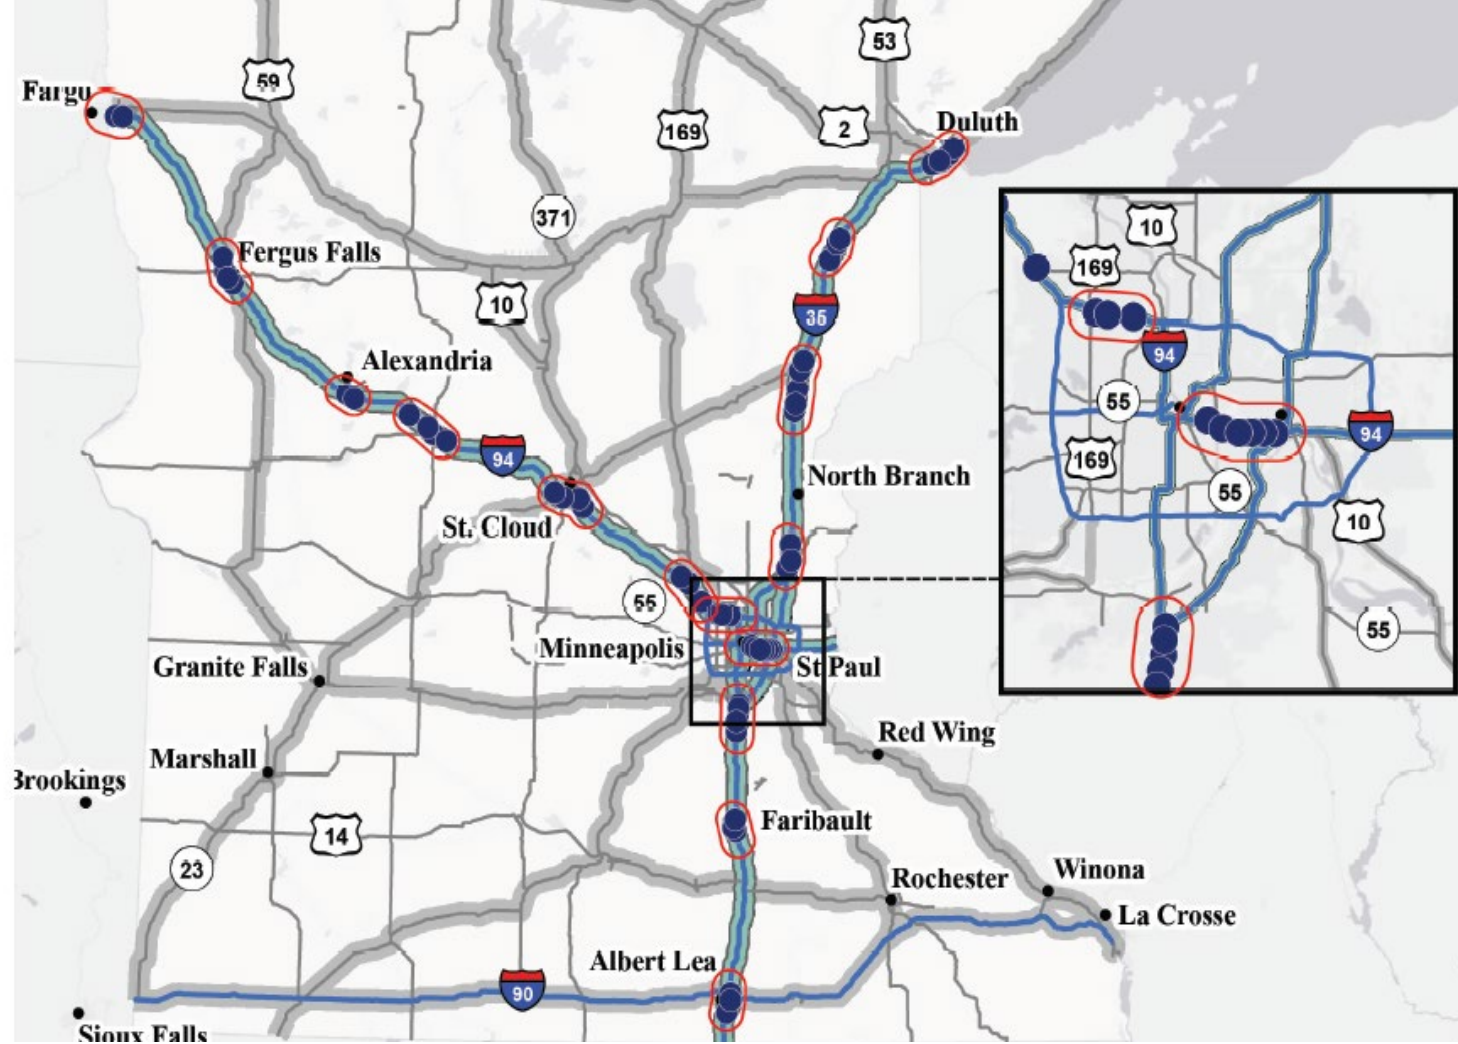 53
59
Fargu
169
2
Duluth
10
371
169
Fergus Falls
10
35
94
Alexandria
55
94
94
169
North Branch
55
10
St. Cloud
55
55
Minneapolis
St Paul
Granite Falls
Red Wing
Marshall
Brookings
Faribault
14
23
Winona
Rochester
La Crosse
Albert Lea
90
Sioux Falls